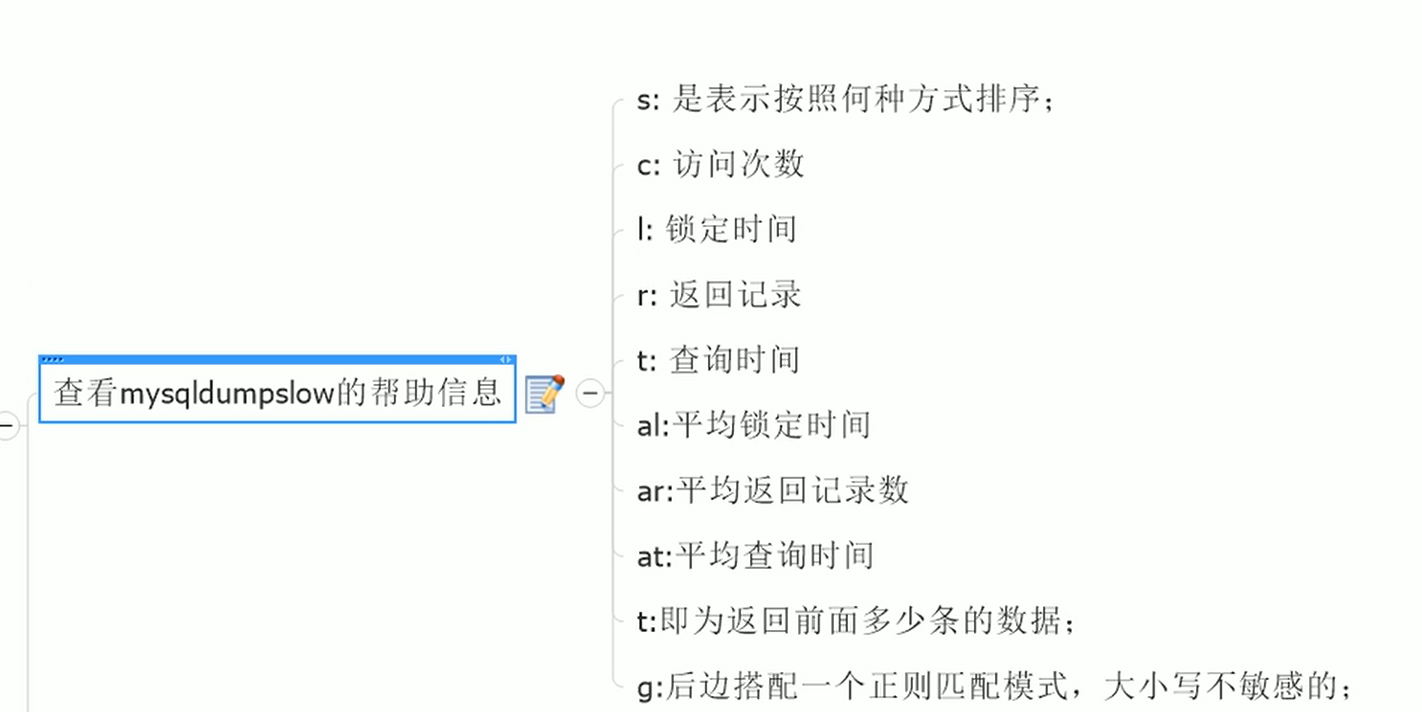 s: 是表示按照何种方式排序；
c: 访问次数
l: 锁定时间
r: 返回记录
t: 查询时间
查看mysqldumpslow的帮助信息
al:平均锁定时间
ar:平均返回记录数
at:平均查询时间
t:即为返回前面多少条的数据；
g:后边搭配一个正则匹配模式，大小写不敏感的；